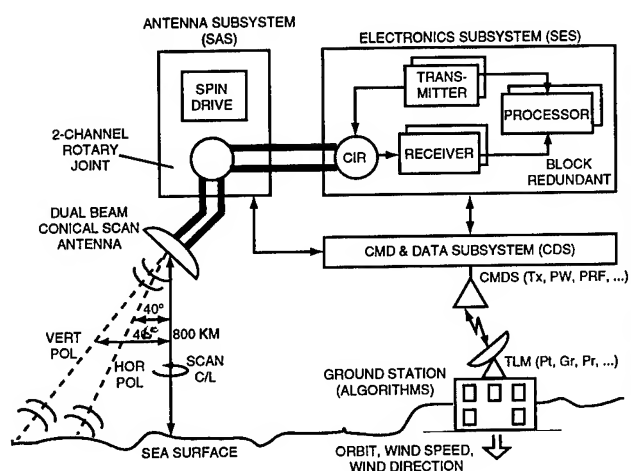 ANTENNA SUBSYSTEM
(SAS)
ELECTRONICS SUBSYSTEM (SES)
SPIN
DRIVE
TRANS-
MITTER
PROCESSOR
2-CHANNEL
ROTARY
JOINT
CIR
RECEIVER
BLOCK
REDUNDANT
DUAL BEAM
CONICAL SCAN
ANTENNA
CMD & DATA SUBSYSTEM (CDS)
CMDS (Tx, PW, PRF, ...)
40°
800 KM
VERT
POL
HOR
POL
SCAN
C/L
TLM (Pt, Gr, Pr, ...)
GROUND STATION
(ALGORITHMS)
SEA SURFACE
ORBIT, WIND SPEED,
WIND DIRECTION